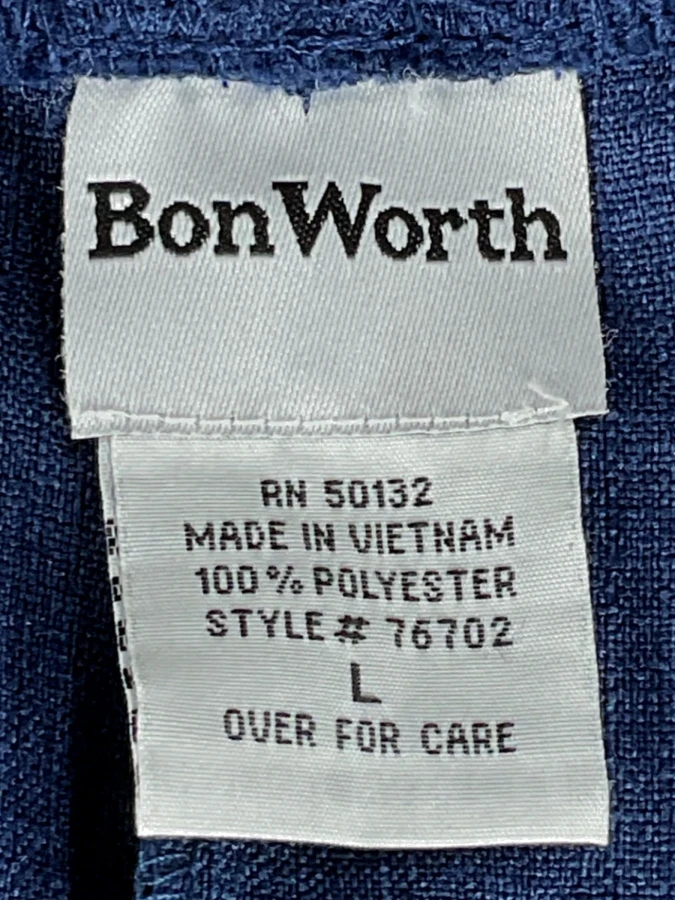 BonWorth
RN 50132
MADE IN VIETNAM
100% POLYESTER
STYLE# 76702
L
OVER FOR CARE